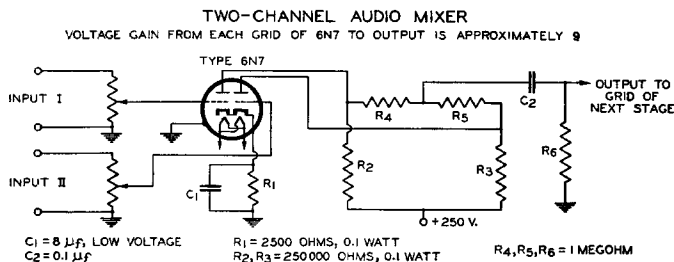 TWO-CHANNEL AUDIO MIXER
VOLTAGE GAIN FROM EACH GRID OF 6N7 TO OUTPUT IS APPROXIMATELY 9
TYPE 6N7
INPUT I
INPUT II
C1
R1
R2
R4
R5
R3
C2
R6
OUTPUT TO
GRID OF
NEXT STAGE
+250 V.
C1 = 8 μf, LOW VOLTAGE
C2 = 0.1 μf
R1 = 2500 OHMS, 0.1 WATT
R2, R3 = 250000 OHMS, 0.1 WATT
R4, R5, R6 = 1 MEGOHM